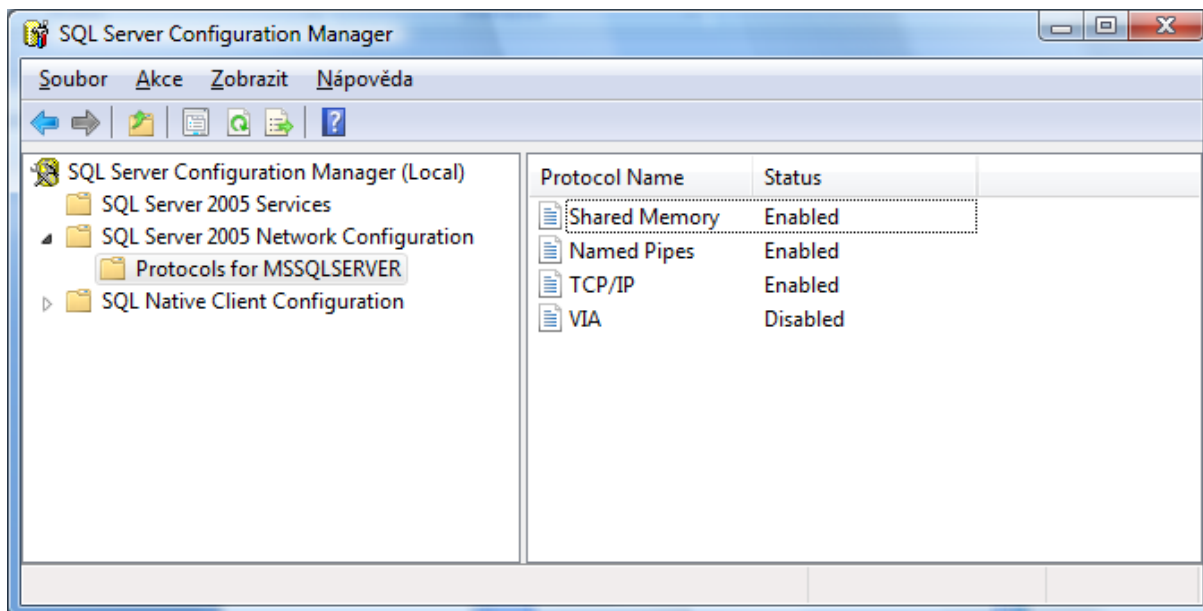 SQL Server Configuration Manager
Soubor Akce Zobrazit Nápověda
SQL Server Configuration Manager (Local)
SQL Server 2005 Services
SQL Server 2005 Network Configuration
Protocols for MSSQLSERVER
SQL Native Client Configuration
Protocol Name Status
Shared Memory Enabled
Named Pipes Enabled
TCP/IP Enabled
VIA Disabled